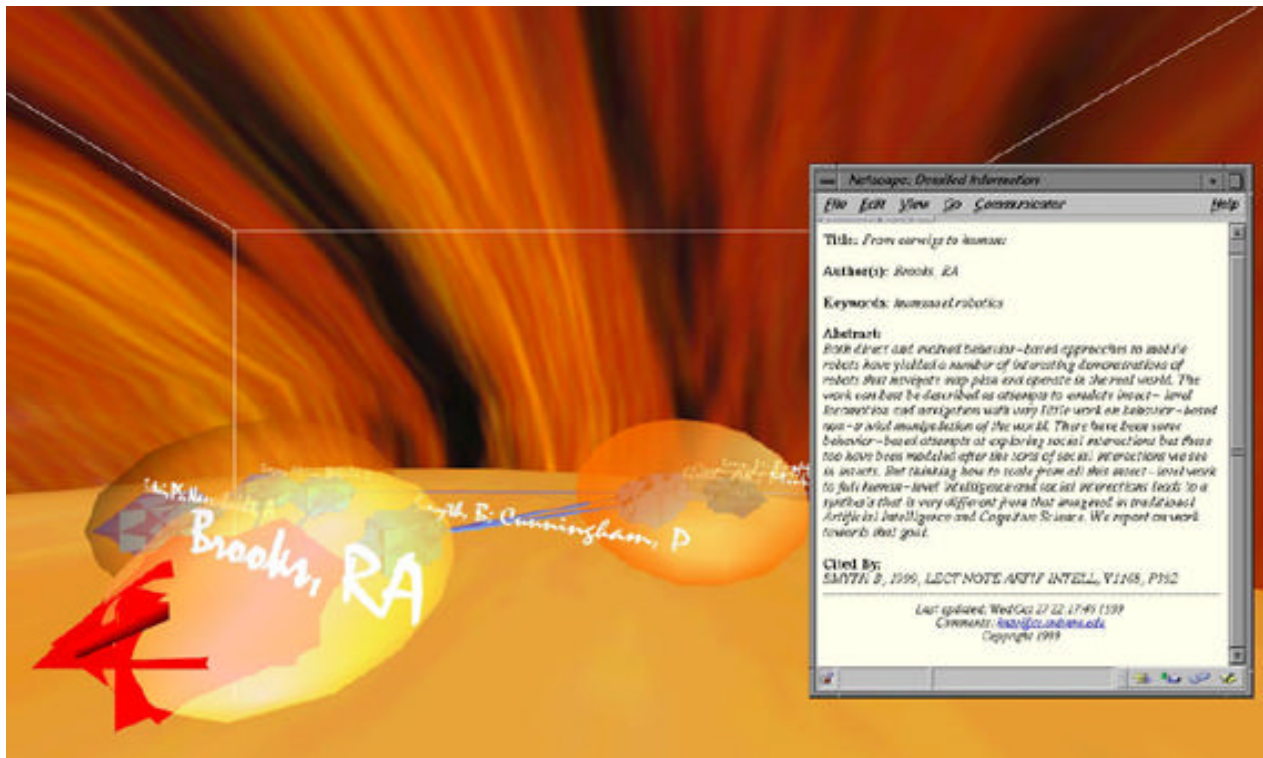 Brooks, RA
B: Cunningham, P
Netscape: Detailed Information
File Edit View Go Communicator Help
Title: From earwigs to humans
Author(s): Brooks, RA
Keywords: humanoid robotics
Abstract:
Both direct and evolved behavior-based approaches to mobile
robots have yielded a number of interesting demonstrations of
robots that navigate map plan and operate in the real world. The
work can best be described as attempts to emulate insect- level
locomotion and navigation with very little work on behavior-based
non-trivial manipulation of the world. There have been some
behavior-based attempts at exploring social interactions but these
too have been modeled after the sorts of social interactions we see
in insects. But thinking how to scale from all this insect-level work
to full human-level intelligence and social interactions leads to a
synthesis that is very different from that imagined in traditional
Artificial Intelligence and Cognitive Science. We report on work
towards that goal.
Cited By:
SMYTH B, 1999, LECT NOTE ARTIF INTELL,
Last updated, Wed Oct 27 1999
Comments:
Copyright 1999